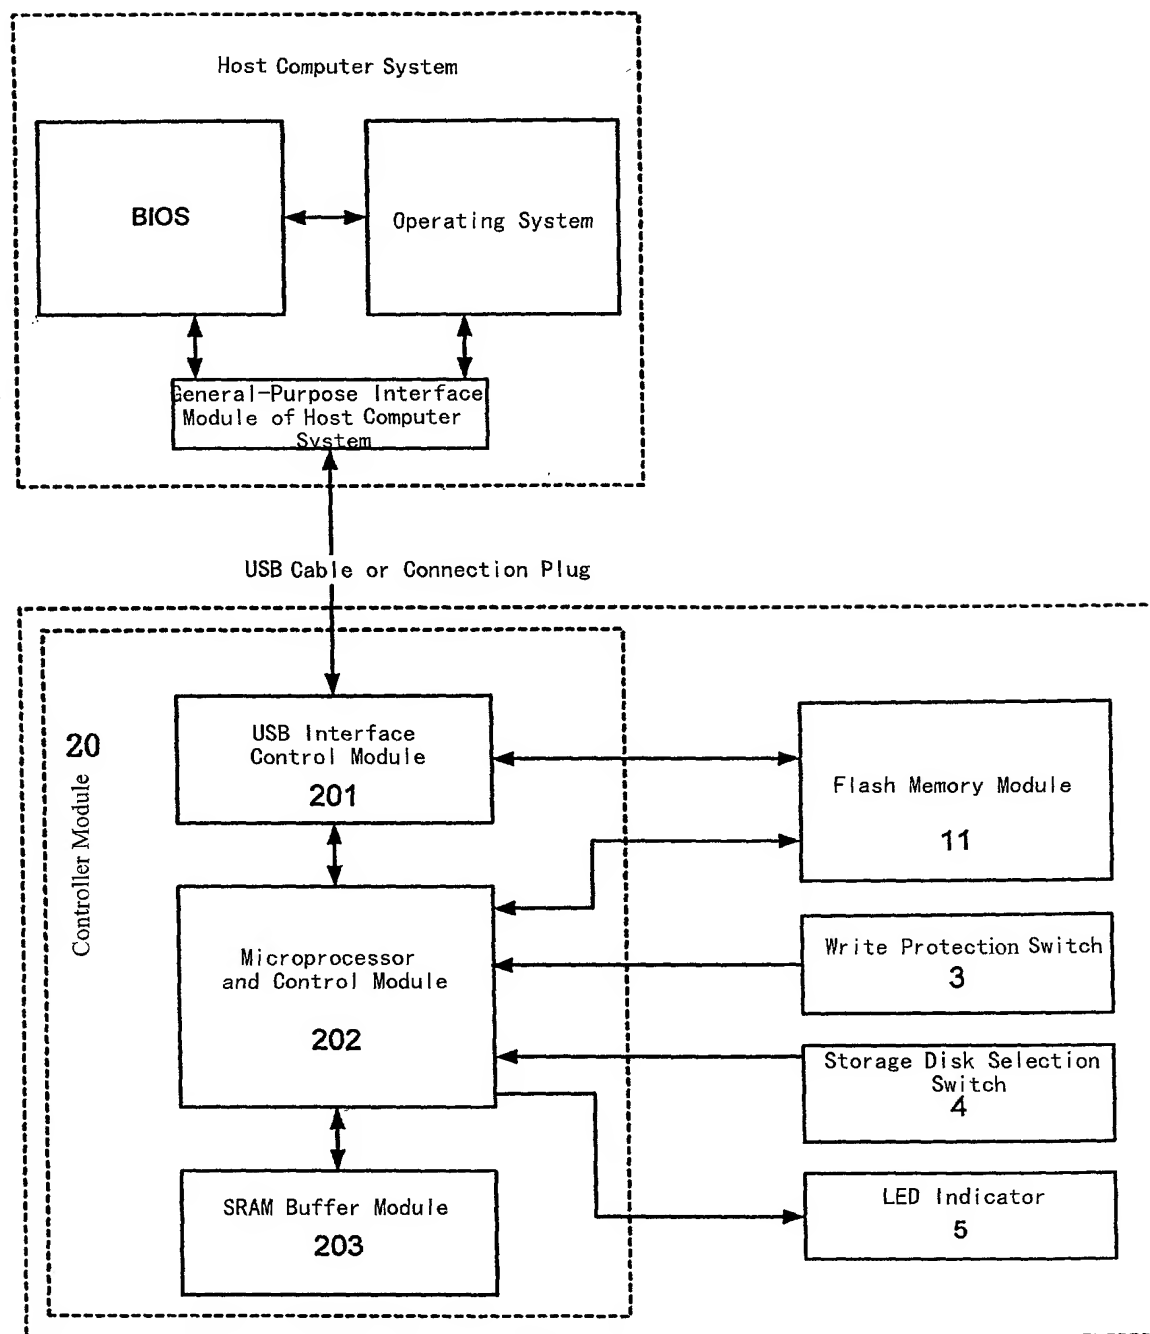 Host Computer System
BIOS
Operating System
General-Purpose Interface
Module of Host Computer
System
USB Cable or Connection Plug
20
Controller Module
USB Interface
Control Module
201
Flash Memory Module
11
Microprocessor
and Control Module
202
Write Protection Switch
3
Storage Disk Selection
Switch
4
SRAM Buffer Module
203
LED Indicator
5